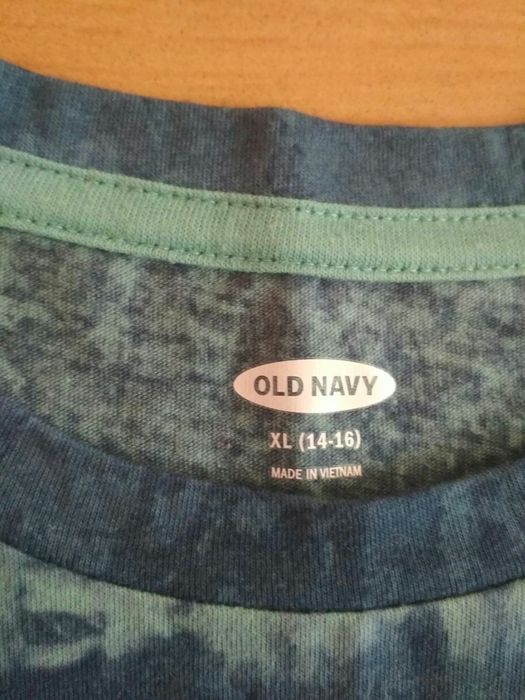 OLD NAVY
XL (14-16)
MADE IN VIETNAM